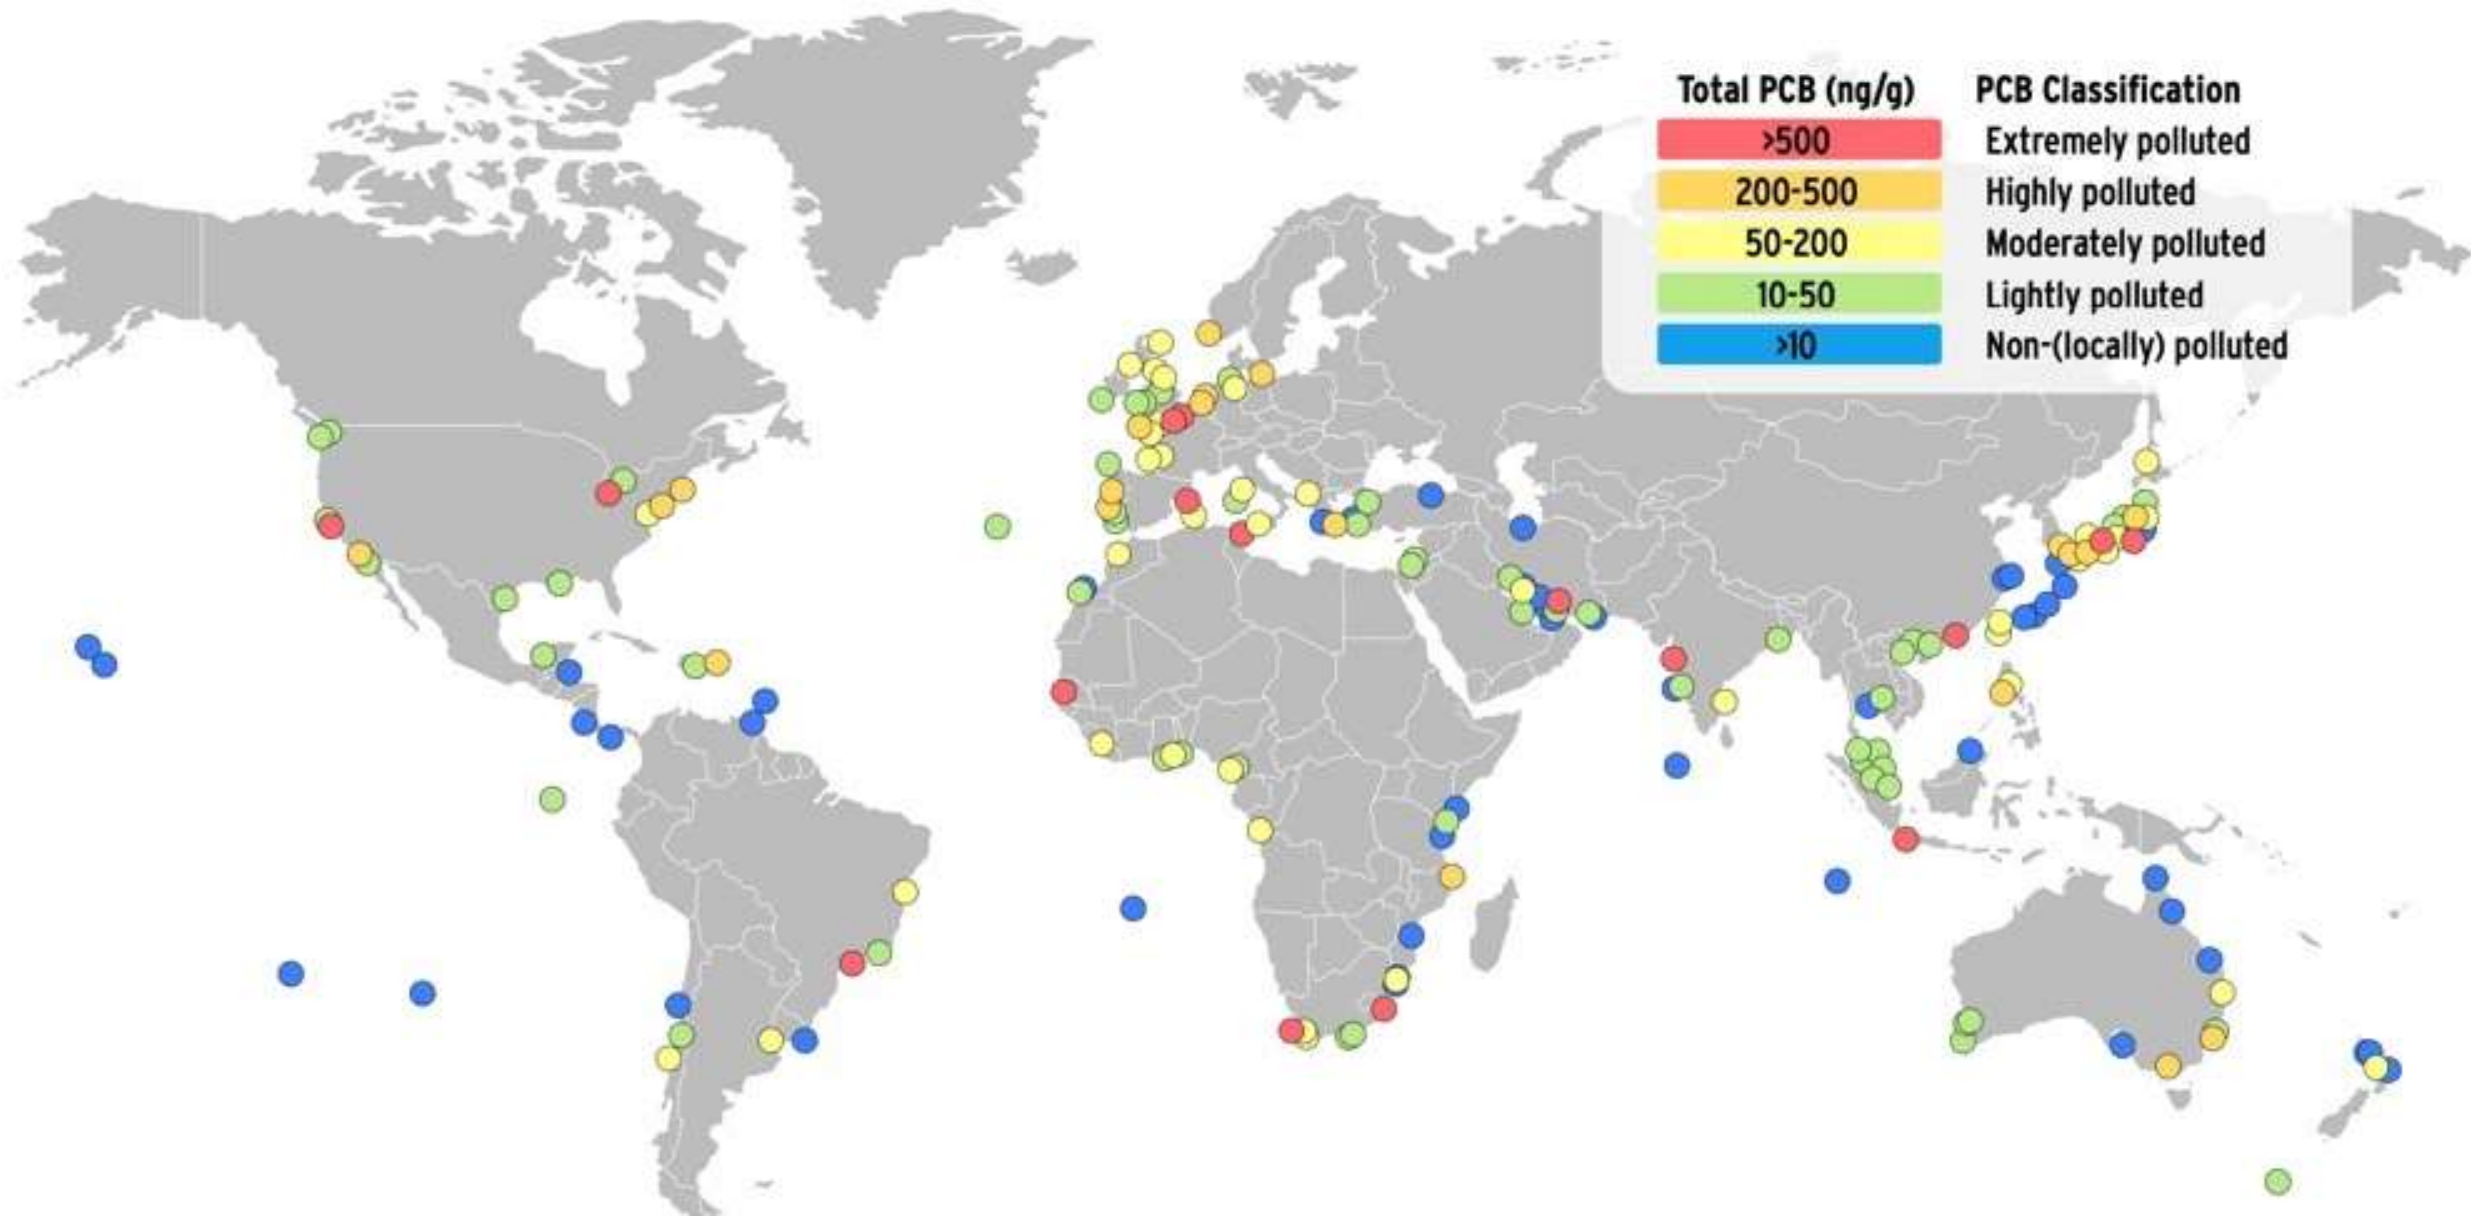 Total PCB (ng/g) PCB Classification
>500 Extremely polluted
200-500 Highly polluted
50-200 Moderately polluted
10-50 Lightly polluted
>10 Non-(locally) polluted